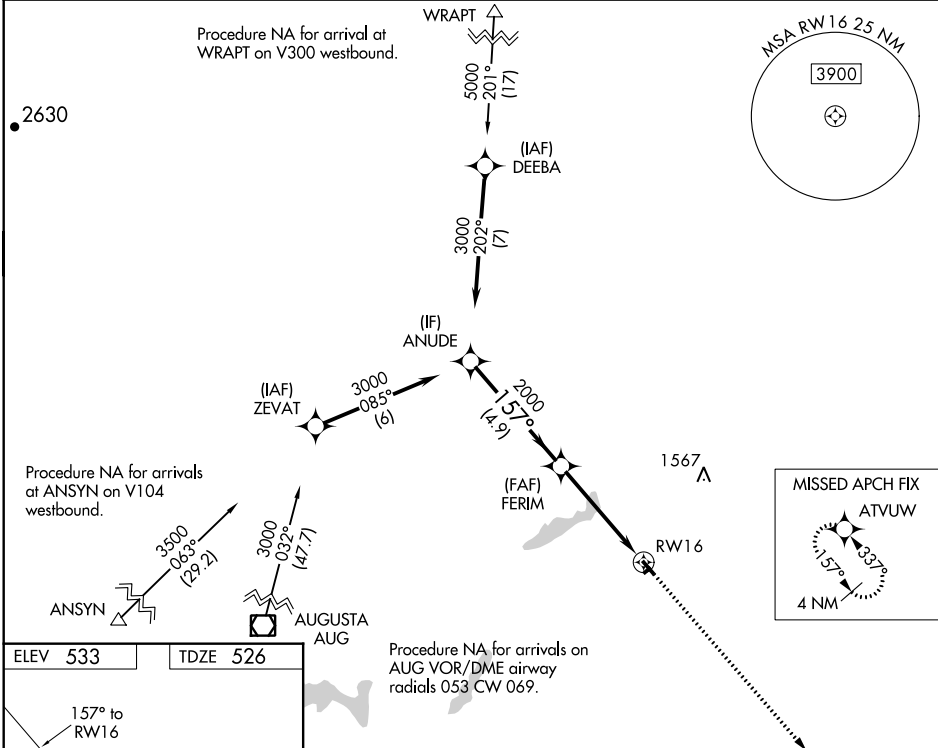 Procedure NA for arrival at
WRAPT on V300 westbound.
WRAPT
5000
201°
(17)
MSA RW16 25 NM
3900
2630
(IAF)
DEEBA
3000
202°
(7)
(IF)
ANUDE
(IAF)
ZEVAT
3000
085°
(6)
2000
157°
(4.9)
(FAF)
FERIM
1567
Procedure NA for arrivals
at ANSYN on V104
westbound.
3500
063°
(29.2)
3000
032°
(47.7)
ANSYN
AUGUSTA
AUG
RW16
MISSED APCH FIX
ATVUW
157°
337°
4 NM
Procedure NA for arrivals on
AUG VOR/DME airway
radials 053 CW 069.
ELEV 533
TDZE 526
157° to
RW16